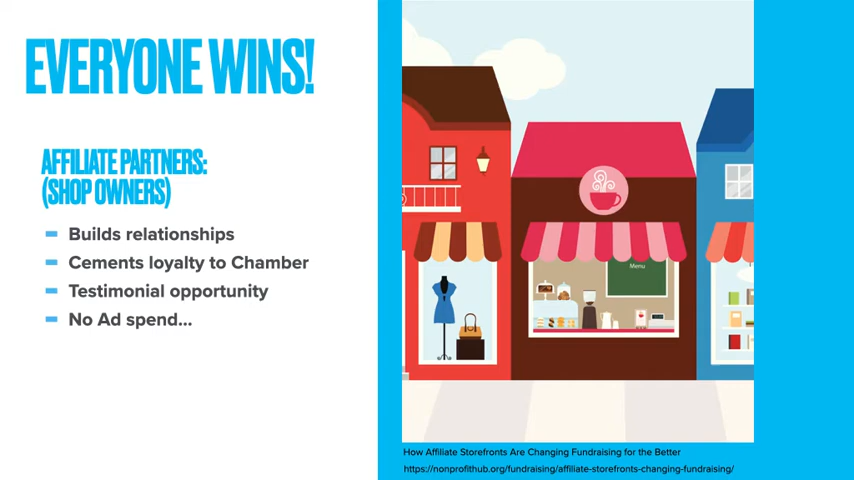 EVERYONE WINS!
AFFILIATE PARTNERS:
(SHOP OWNERS)
Builds relationships
Cements loyalty to Chamber
Testimonial opportunity
No Ad spend...
Menu
How Affiliate Storefronts Are Changing Fundraising for the Better
https://nonprofithub.org/fundraising/affiliate-storefronts-changing-fundraising/